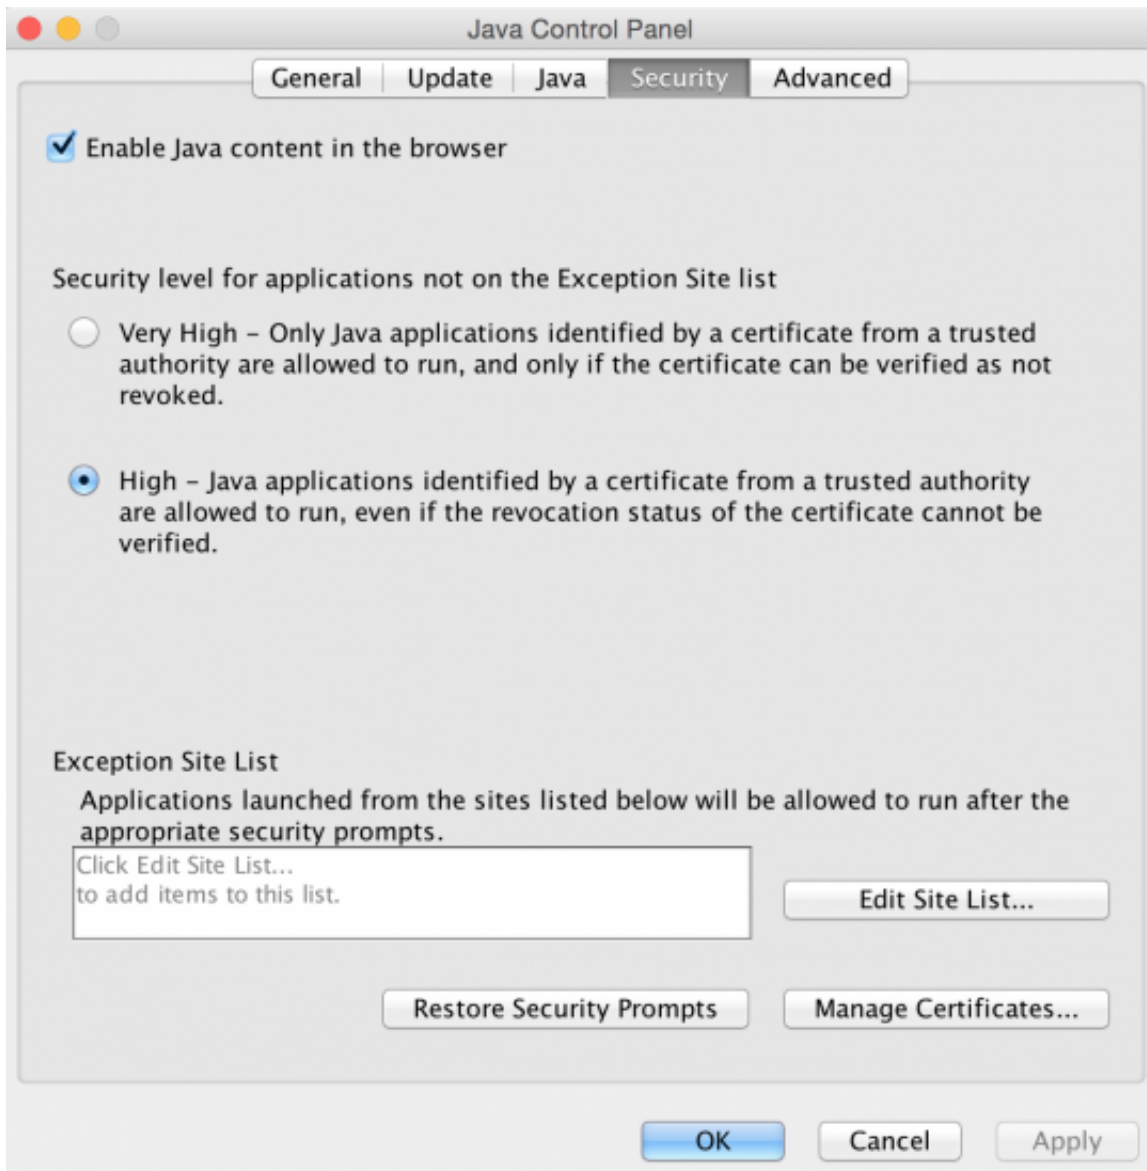 Java Control Panel
General Update Java Security Advanced
Enable Java content in the browser
Security level for applications not on the Exception Site list
Very High – Only Java applications identified by a certificate from a trusted
authority are allowed to run, and only if the certificate can be verified as not
revoked.
High – Java applications identified by a certificate from a trusted authority
are allowed to run, even if the revocation status of the certificate cannot be
verified.
Exception Site List
Applications launched from the sites listed below will be allowed to run after the
appropriate security prompts.
Click Edit Site List...
to add items to this list.
Edit Site List...
Restore Security Prompts Manage Certificates...
OK Cancel Apply